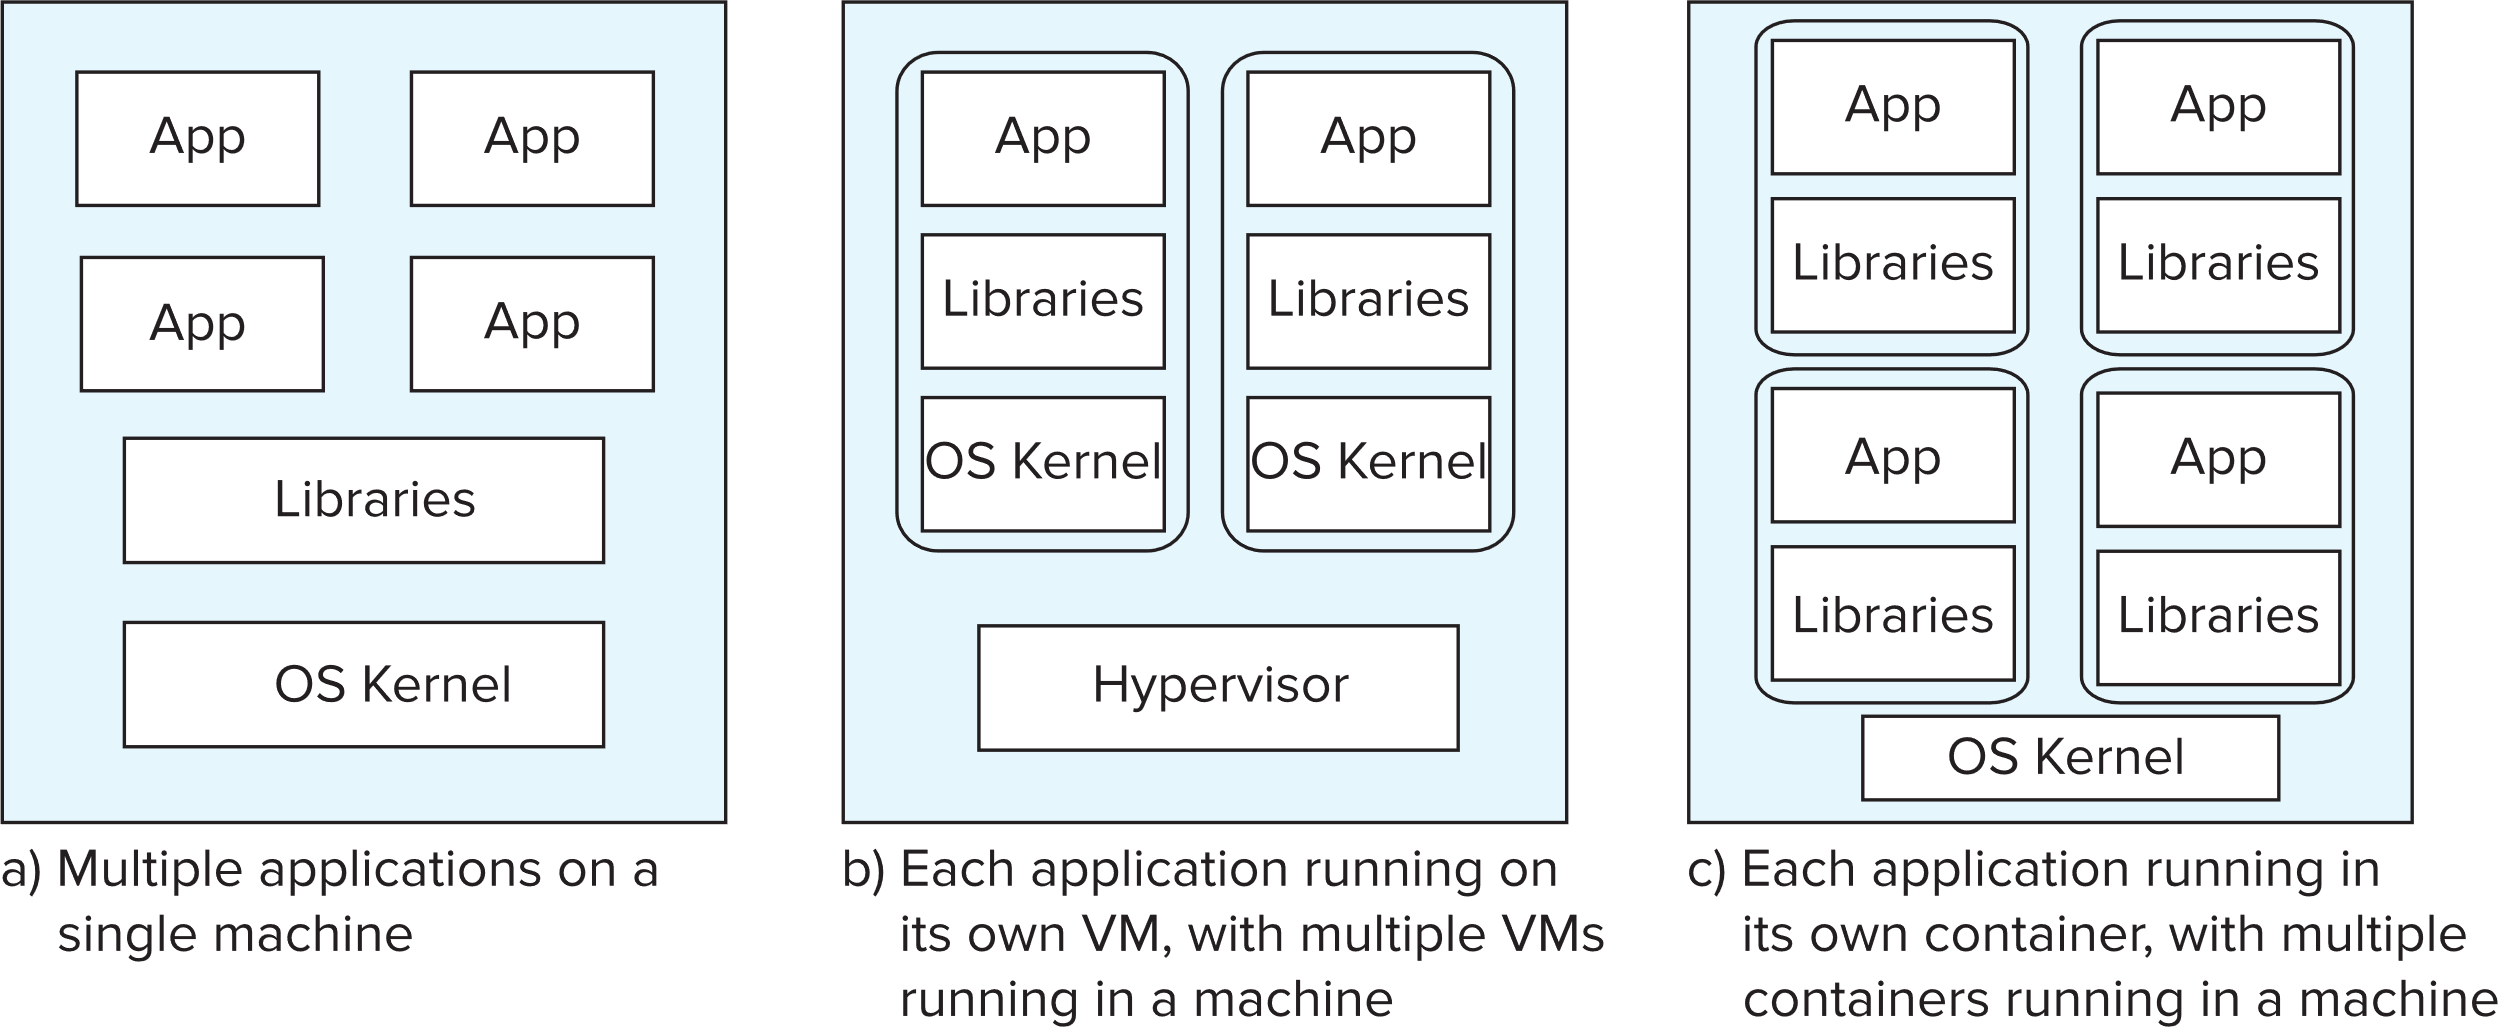 App App
App App
Libraries
OS Kernel
a) Multiple applications on a
single machine
App App
Libraries Libraries
OS Kernel OS Kernel
Hypervisor
b) Each application running on
its own VM, with multiple VMs
running in a machine
App App
Libraries Libraries
App App
Libraries Libraries
OS Kernel
c) Each application running in
its own container, with multiple
containers running in a machine